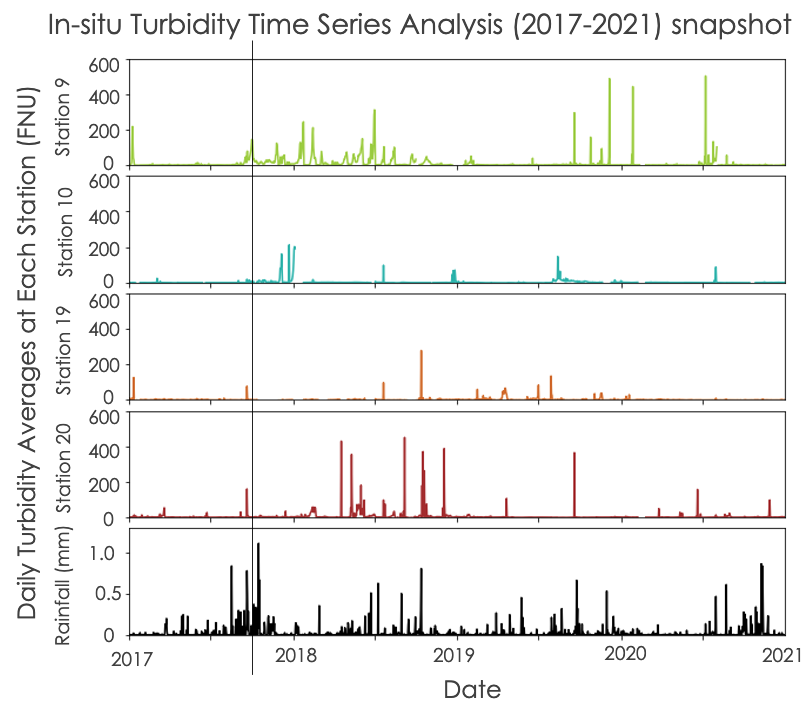 In-situ Turbidity Time Series Analysis (2017-2021) snapshot
Daily Turbidity Averages at Each Station (FNU)
Station 9
600
400
200
0
Station 10
600
400
200
0
Station 19
600
400
200
0
Station 20
600
400
200
0
Rainfall (mm)
1.0
0.5
0
2017 2018 2019 2020 2021
Date